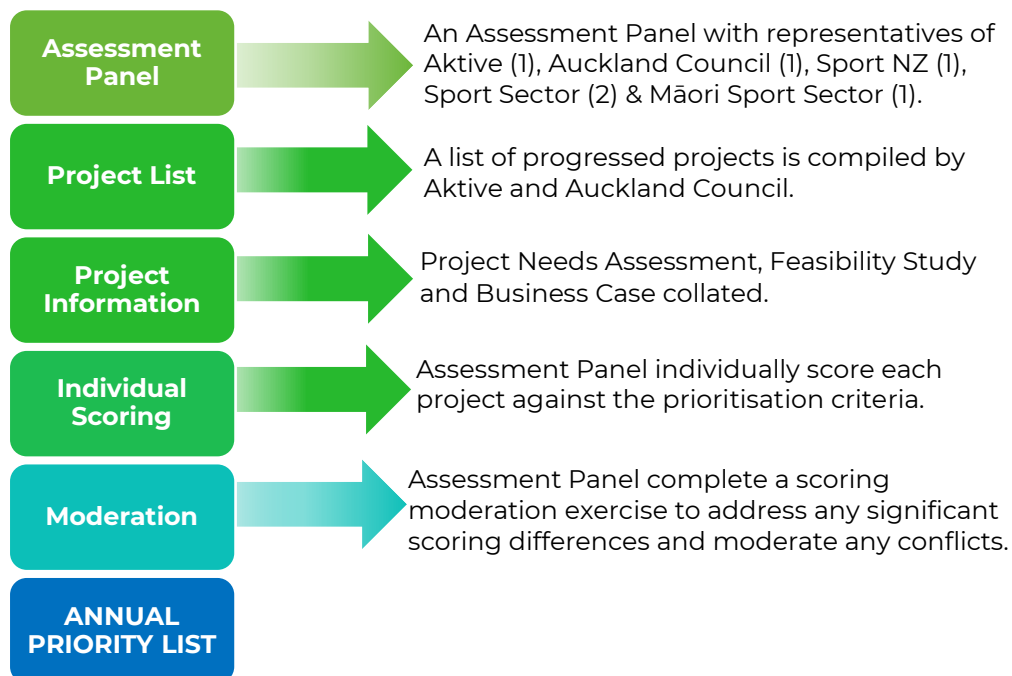 Assessment
Panel
An Assessment Panel with representatives of
Aktive (1), Auckland Council (1), Sport NZ (1),
Sport Sector (2) & Māori Sport Sector (1).
Project List
A list of progressed projects is compiled by
Aktive and Auckland Council.
Project
Information
Project Needs Assessment, Feasibility Study
and Business Case collated.
Individual
Scoring
Assessment Panel individually score each
project against the prioritisation criteria.
Moderation
Assessment Panel complete a scoring
moderation exercise to address any significant
scoring differences and moderate any conflicts.
ANNUAL
PRIORITY LIST